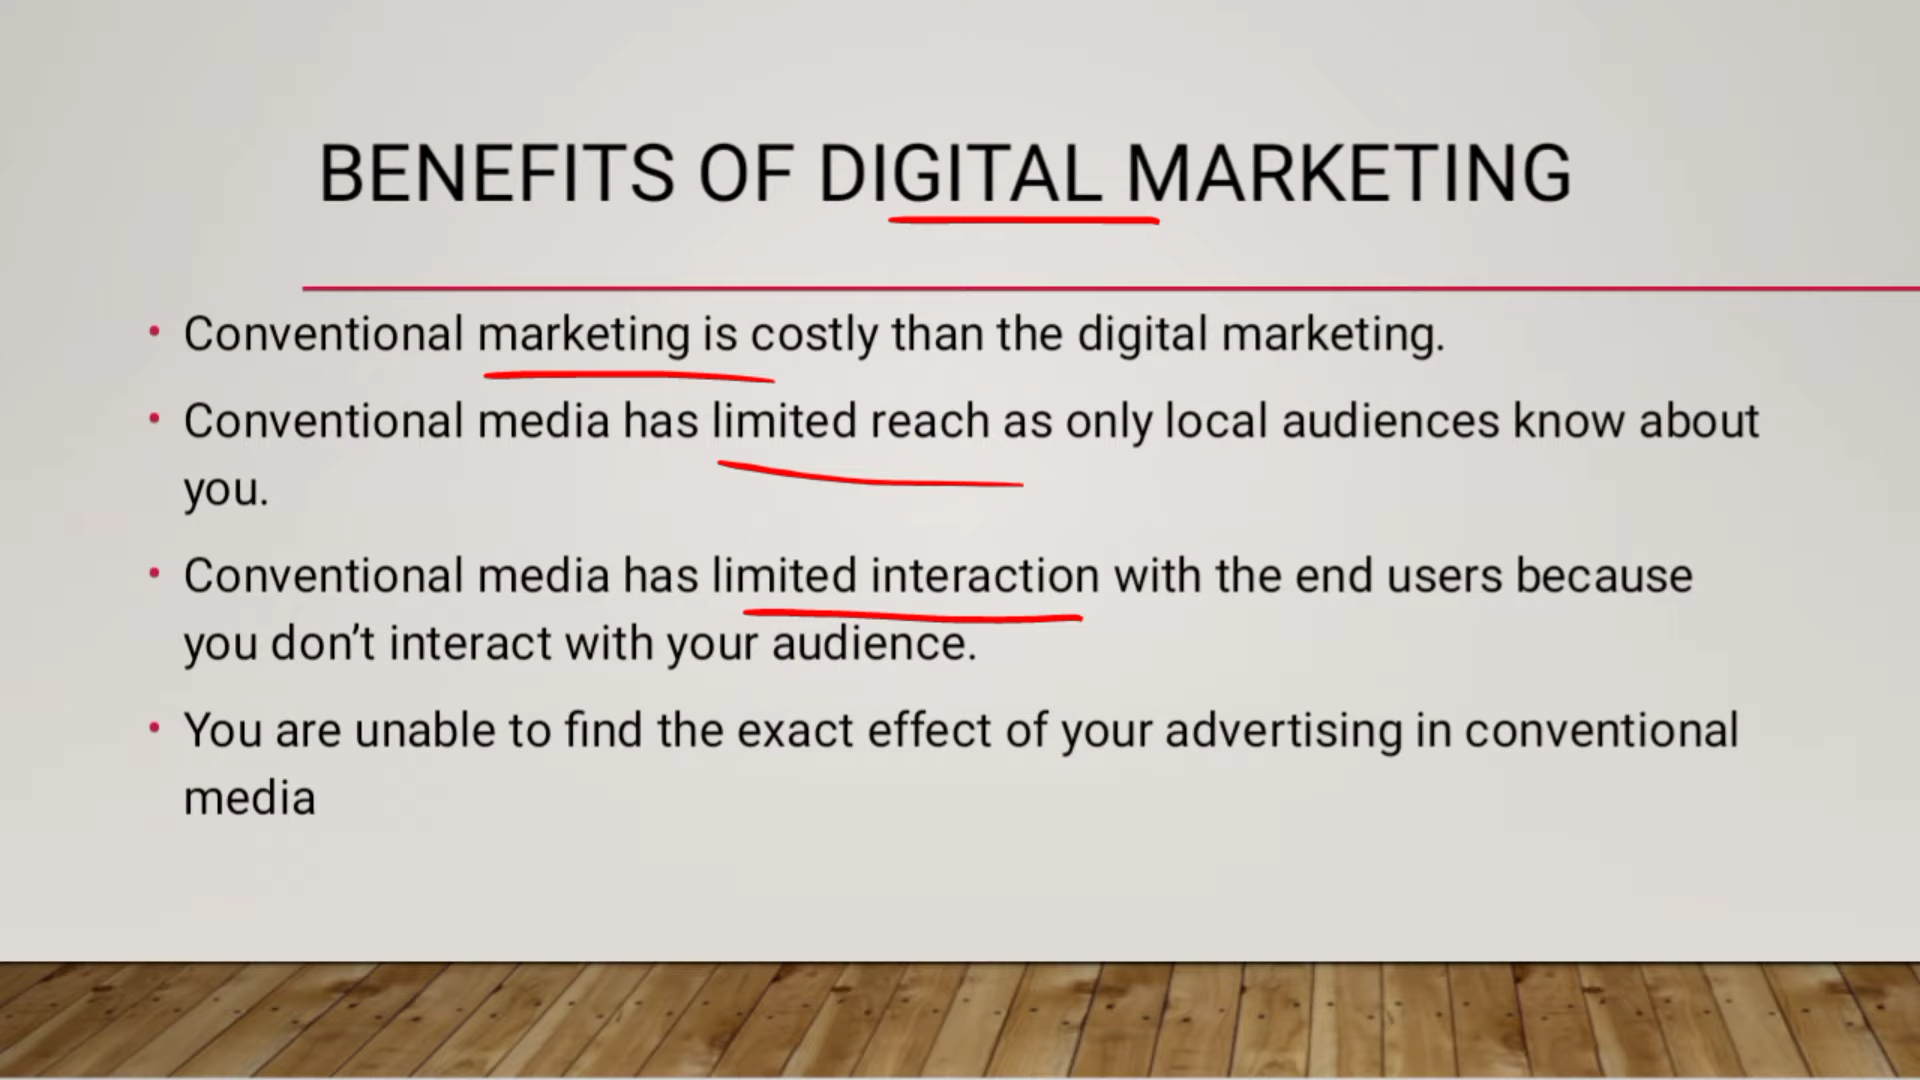 BENEFITS OF DIGITAL MARKETING
• Conventional marketing is costly than the digital marketing.
• Conventional media has limited reach as only local audiences know about
you.
• Conventional media has limited interaction with the end users because
you don’t interact with your audience.
• You are unable to find the exact effect of your advertising in conventional
media